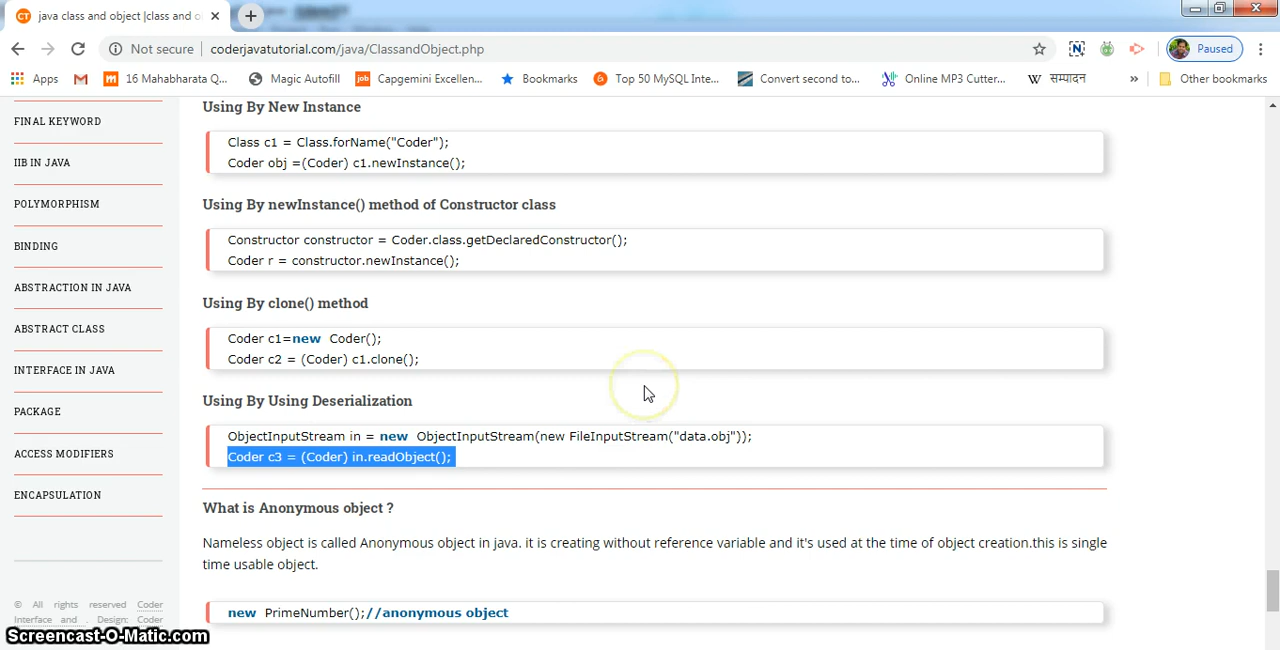 java class and object |class and o
Not secure
coderjavatutorial.com/java/ClassandObject.php
Paused
Apps
16 Mahabharata Q...
Magic Autofill
Capgemini Excellen...
Bookmarks
Top 50 MySQL Inte...
Convert second to...
Online MP3 Cutter...
सम्पादन
»
Other bookmarks
FINAL KEYWORD
IIB IN JAVA
POLYMORPHISM
BINDING
ABSTRACTION IN JAVA
ABSTRACT CLASS
INTERFACE IN JAVA
PACKAGE
ACCESS MODIFIERS
ENCAPSULATION
© All rights reserved Coder
Interface and . Design: Coder
Using By New Instance
Class c1 = Class.forName("Coder");
Coder obj =(Coder) c1.newInstance();
Using By newInstance() method of Constructor class
Constructor constructor = Coder.class.getDeclaredConstructor();
Coder r = constructor.newInstance();
Using By clone() method
Coder c1=new Coder();
Coder c2 = (Coder) c1.clone();
Using By Using Deserialization
ObjectInputStream in = new ObjectInputStream(new FileInputStream("data.obj"));
Coder c3 = (Coder) in.readObject();
What is Anonymous object ?
Nameless object is called Anonymous object in java. it is creating without reference variable and it's used at the time of object creation.this is single
time usable object.
new PrimeNumber();//anonymous object
Screencast-O-Matic.com